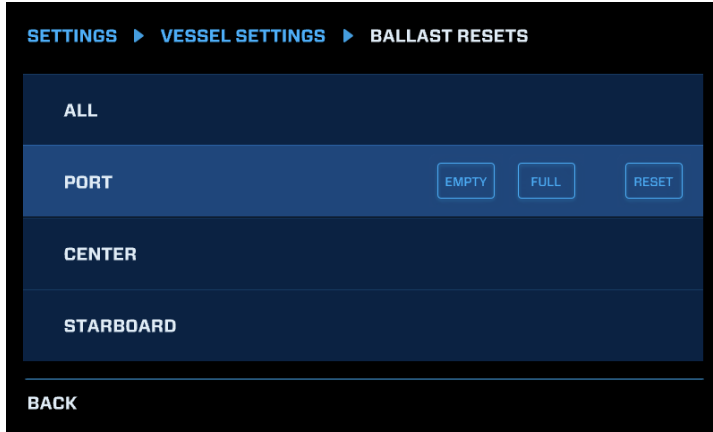 SETTINGS ▶ VESSEL SETTINGS ▶ BALLAST RESETS
ALL
PORT EMPTY FULL RESET
CENTER
STARBOARD
BACK